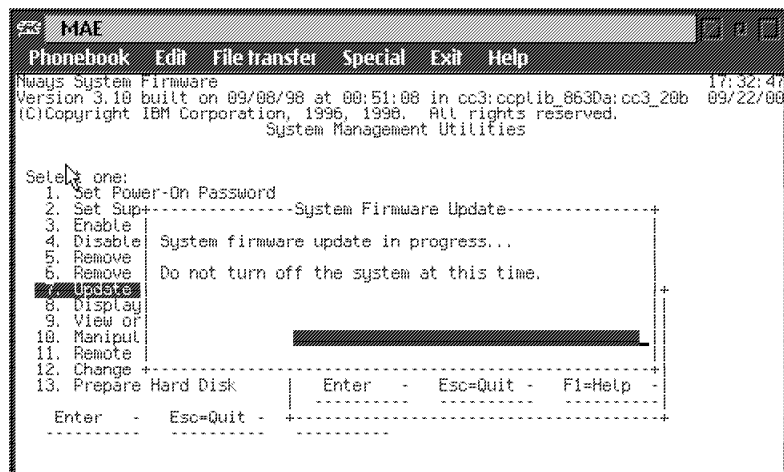 MAE
Phonebook Edit File transfer Special Exit Help
Nways System Firmware 17:32:47
Version 3.10 built on 09/08/98 at 00:51:08 in cc3:ccplib_863Da:cc3_20b 09/22/00
(C)Copyright IBM Corporation, 1996, 1998. All rights reserved.
System Management Utilities
Select one:
1. Set Power-On Password
2. Set Sup+---------------System Firmware Update---------------+
3. Enable
4. Disable System firmware update in progress...
5. Remove
6. Remove Do not turn off the system at this time.
7. Update
8. Display
9. View or
10. Manipul
11. Remote
12. Change
13. Prepare Hard Disk Enter - Esc=Quit - F1=Help -
Enter - Esc=Quit -